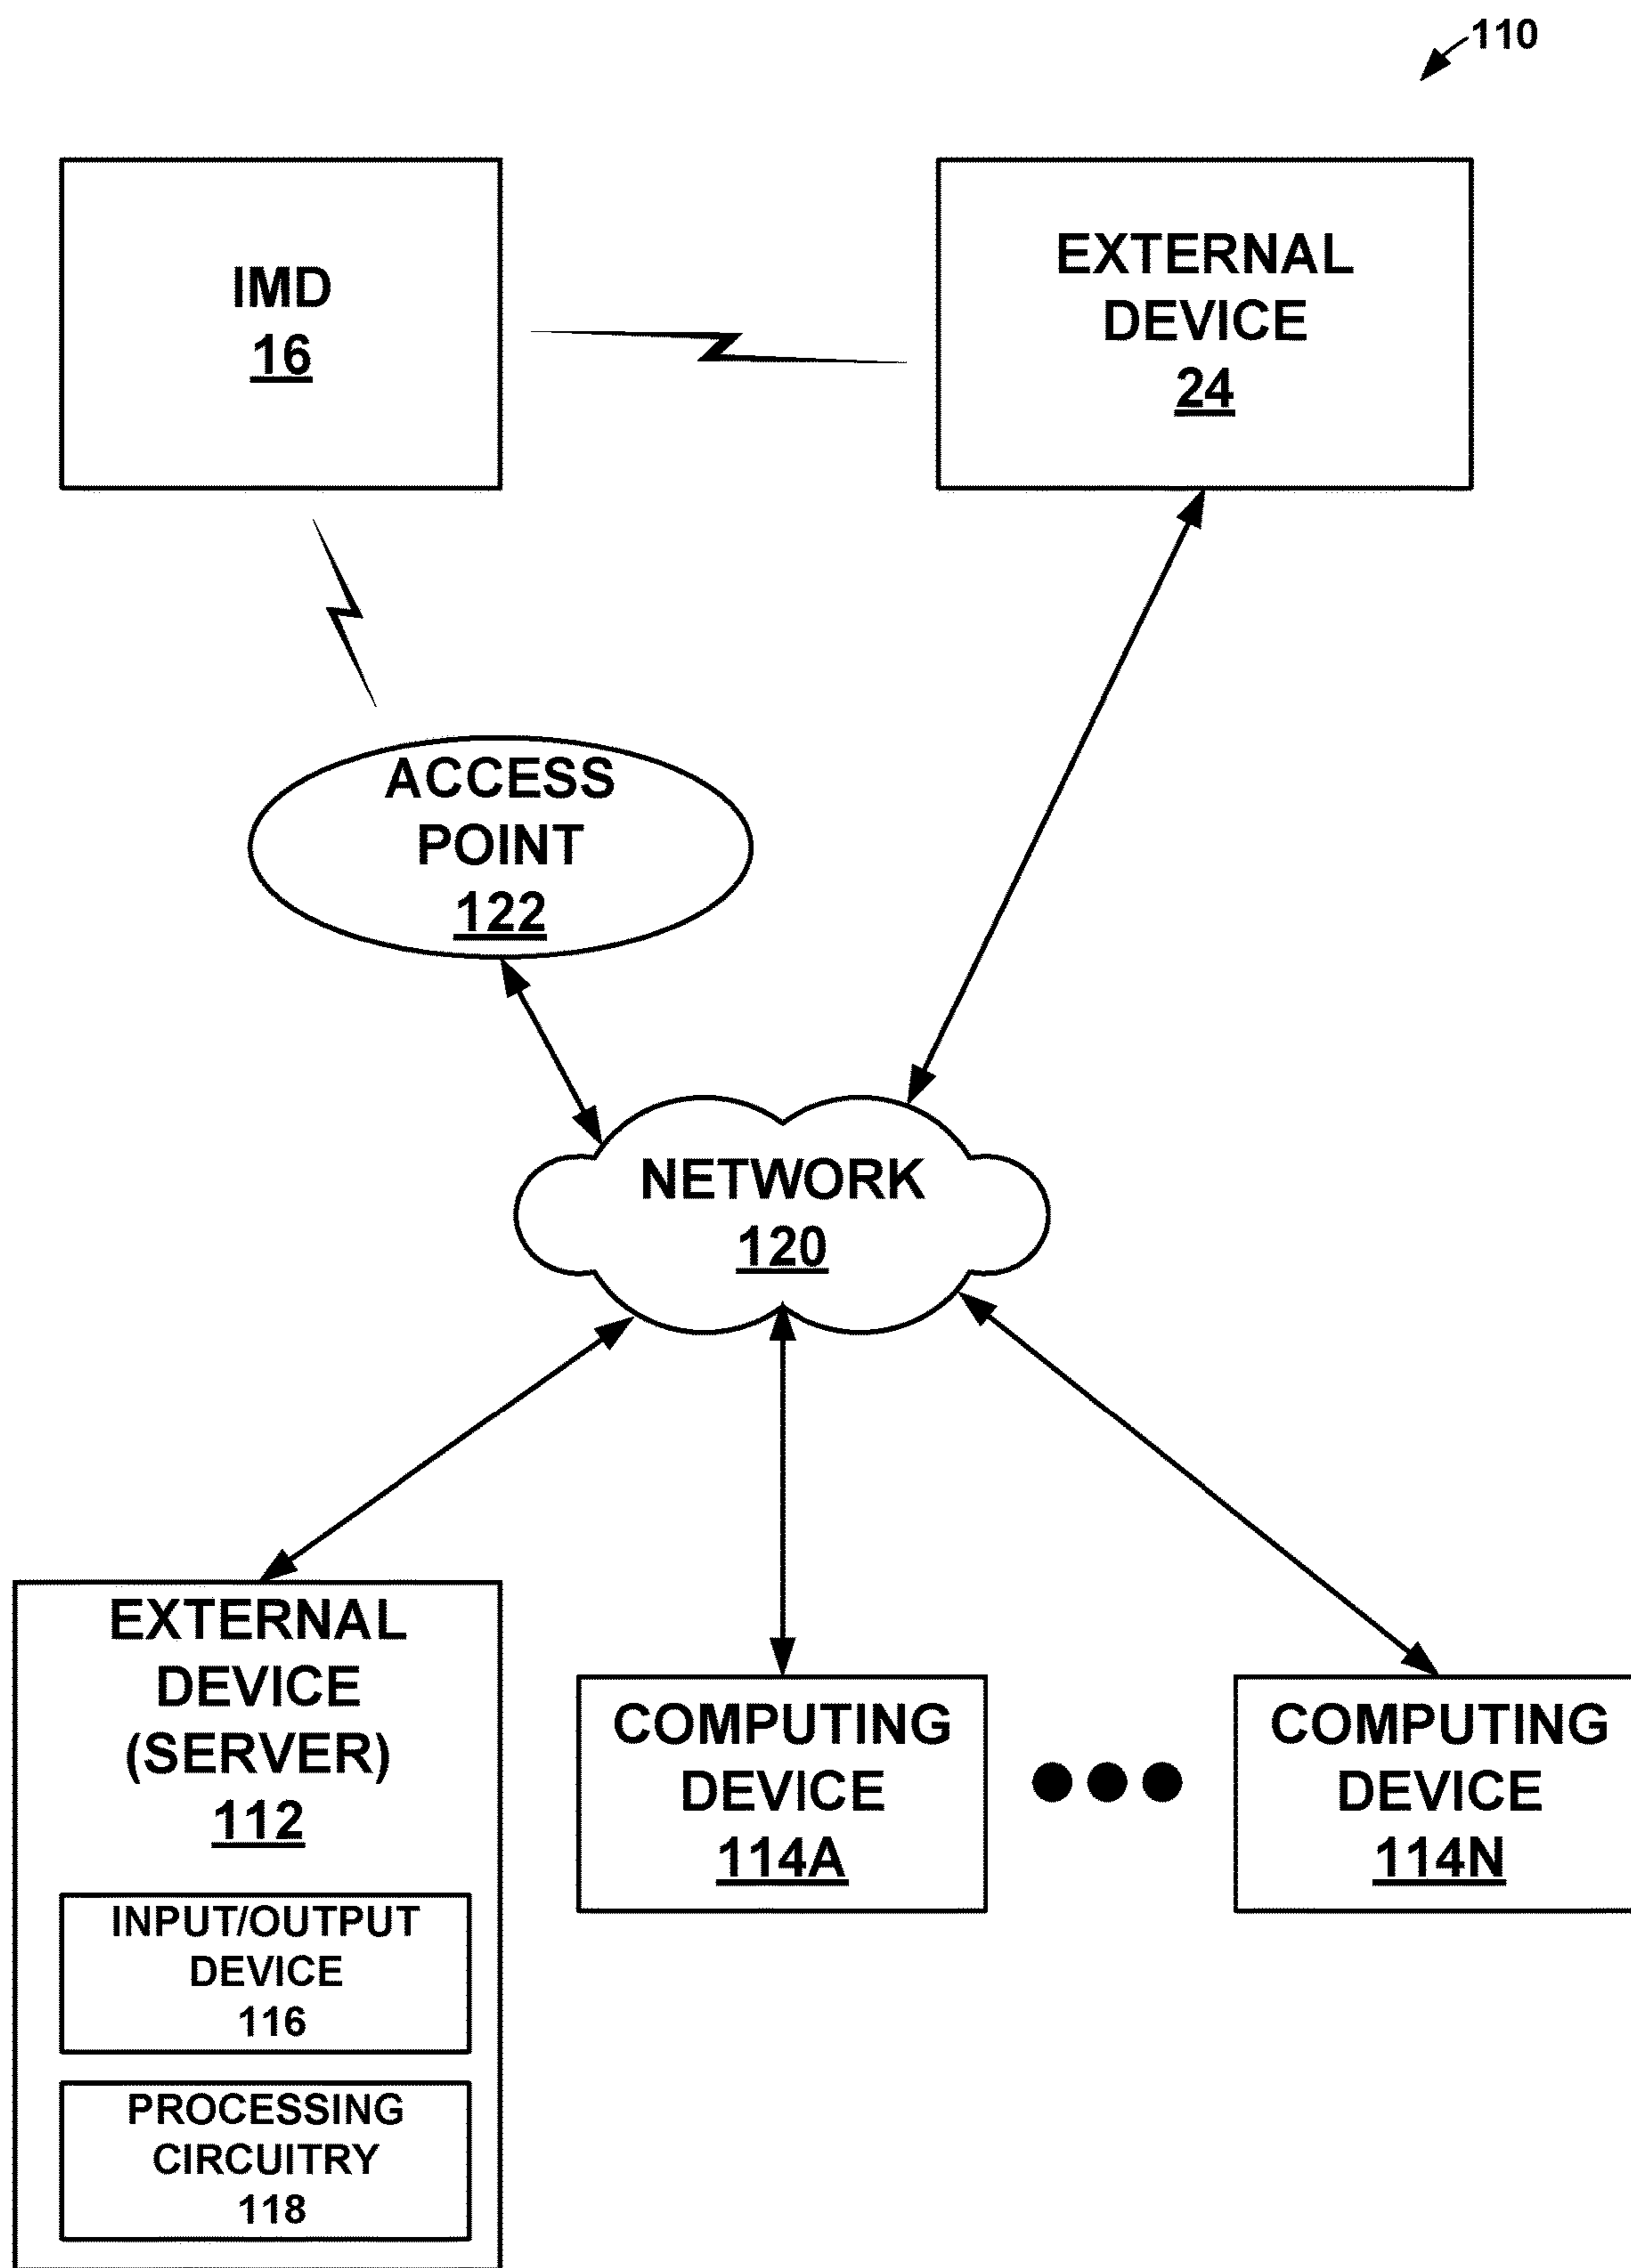 110
IMD
16
EXTERNAL
DEVICE
24
ACCESS
POINT
122
NETWORK
120
EXTERNAL
DEVICE
(SERVER)
112
INPUT/OUTPUT
DEVICE
116
PROCESSING
CIRCUITRY
118
COMPUTING
DEVICE
114A
COMPUTING
DEVICE
114N